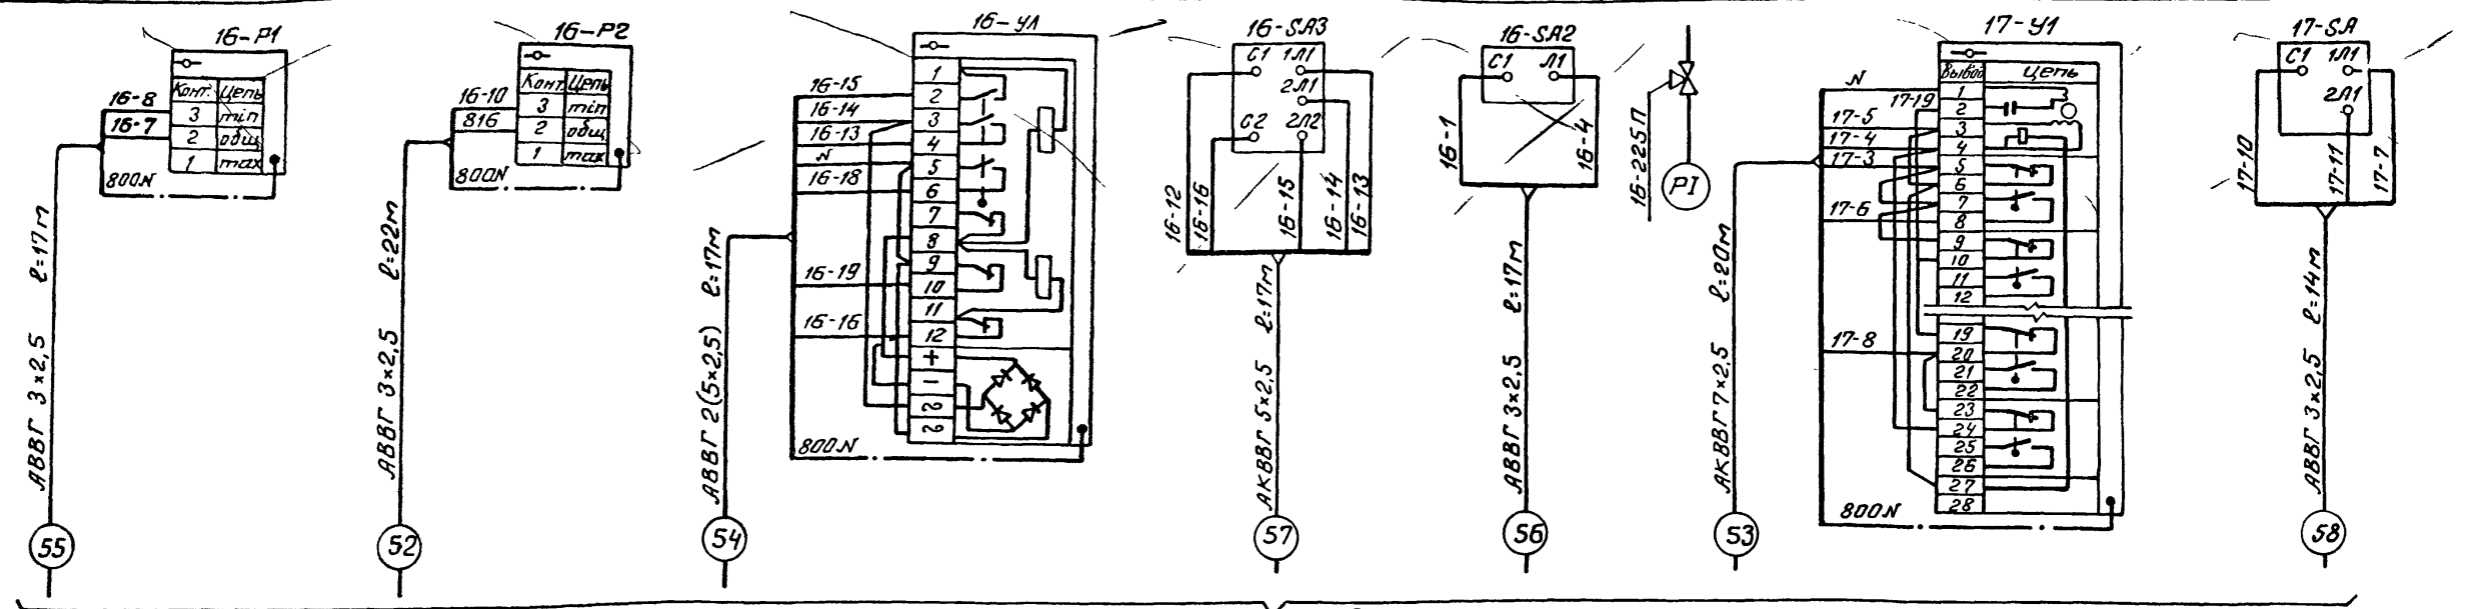 16-P1
Конт. Цепь
3 min
2 общ
1 max
16-8
16-7
800N
АВВГ 3×2,5 ℓ=17м
55
16-P2
Конт. Цепь
3 min
2 общ
1 max
16-10
816
800N
АВВГ 3×2,5 ℓ=22м
52
16-УЛ
1
2
3
4
5
6
7
8
9
10
11
12
+
−
~
~
16-15
16-14
16-13
N
16-18
16-19
16-16
800N
АВВГ 2(5×2,5) ℓ=17м
54
16-SA3
С1 1Л1
2Л1
С2 2Л2
16-12
16-16
16-15
16-14
16-13
АКВВГ 5×2,5 ℓ=17м
57
16-SA2
С1 Л1
16-1
16-4
АВВГ 3×2,5 ℓ=17м
56
16-225П
PI
17-У1
Вывод Цепь
1
2
3
4
5
6
7
8
9
10
11
12
19
20
21
22
23
24
25
26
27
28
N
17-19
17-5
17-4
17-3
17-6
17-8
800N
АКВВГ 7×2,5 ℓ=20м
53
17-SA
С1 1Л1
2Л1
17-10
17-11
17-7
АВВГ 3×2,5 ℓ=14м
58